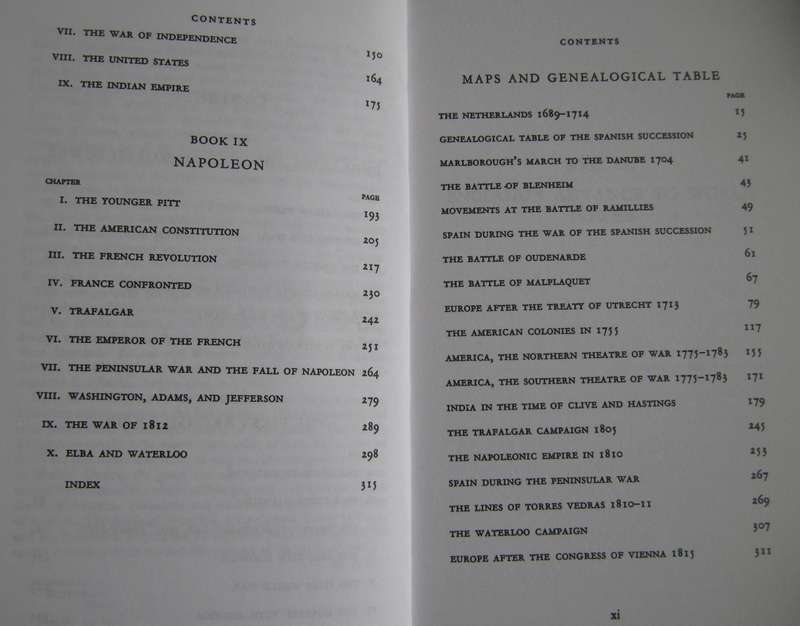 CONTENTS
VII. THE WAR OF INDEPENDENCE 150
VIII. THE UNITED STATES 164
IX. THE INDIAN EMPIRE 175
BOOK IX
NAPOLEON
CHAPTER PAGE
I. THE YOUNGER PITT 193
II. THE AMERICAN CONSTITUTION 205
III. THE FRENCH REVOLUTION 217
IV. FRANCE CONFRONTED 230
V. TRAFALGAR 242
VI. THE EMPEROR OF THE FRENCH 251
VII. THE PENINSULAR WAR AND THE FALL OF NAPOLEON 264
VIII. WASHINGTON, ADAMS, AND JEFFERSON 279
IX. THE WAR OF 1812 289
X. ELBA AND WATERLOO 298
INDEX 315
CONTENTS
MAPS AND GENEALOGICAL TABLE
PAGE
THE NETHERLANDS 1689–1714 15
GENEALOGICAL TABLE OF THE SPANISH SUCCESSION 25
MARLBOROUGH'S MARCH TO THE DANUBE 1704 41
THE BATTLE OF BLENHEIM 45
MOVEMENTS AT THE BATTLE OF RAMILLIES 49
SPAIN DURING THE WAR OF THE SPANISH SUCCESSION 51
THE BATTLE OF OUDENARDE 61
THE BATTLE OF MALPLAQUET 67
EUROPE AFTER THE TREATY OF UTRECHT 1713 79
THE AMERICAN COLONIES IN 1755 117
AMERICA, THE NORTHERN THEATRE OF WAR 1775–1783 155
AMERICA, THE SOUTHERN THEATRE OF WAR 1775–1783 171
INDIA IN THE TIME OF CLIVE AND HASTINGS 179
THE TRAFALGAR CAMPAIGN 1805 245
THE NAPOLEONIC EMPIRE IN 1810 253
SPAIN DURING THE PENINSULAR WAR 267
THE LINES OF TORRES VEDRAS 1810–11 269
THE WATERLOO CAMPAIGN 307
EUROPE AFTER THE CONGRESS OF VIENNA 1815 311
xi